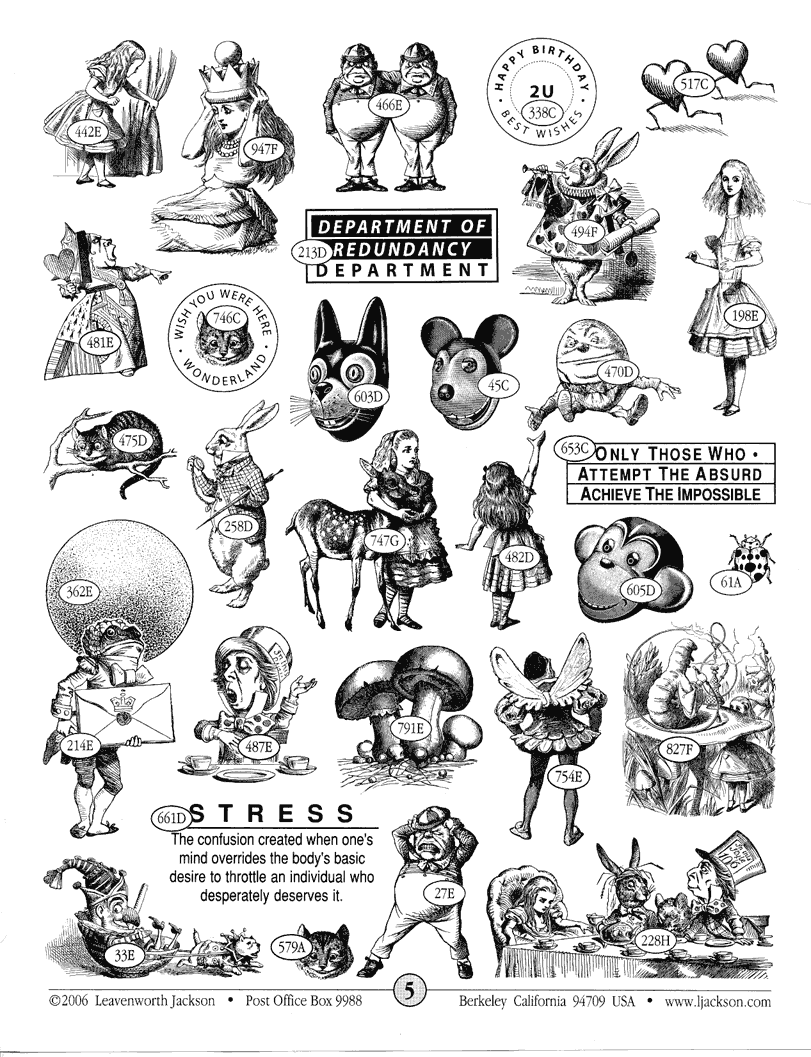 HAPPY BIRTHDAY
2U
338C
• BEST WISHES •
517C
466E
442E
947F
494F
DEPARTMENT OF
213D
REDUNDANCY
DEPARTMENT
198E
WISH YOU WERE HERE
746C
• WONDERLAND •
481E
603D
45C
470D
475D
653C
ONLY THOSE WHO •
ATTEMPT THE ABSURD
ACHIEVE THE IMPOSSIBLE
258D
747G
482D
362E
605D
61A
214E
487E
791E
754E
827F
661D
STRESS
The confusion created when one's
mind overrides the body's basic
desire to throttle an individual who
desperately deserves it.
27E
33E
579A
228H
©2006 Leavenworth Jackson • Post Office Box 9988
5
Berkeley California 94709 USA • www.ljackson.com